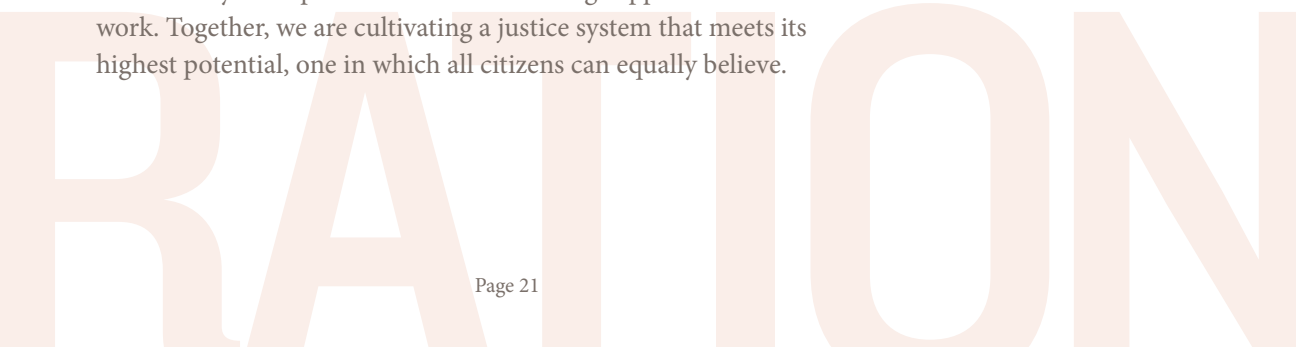 work. Together, we are cultivating a justice system that meets its
highest potential, one in which all citizens can equally believe.
RATION
Page 21